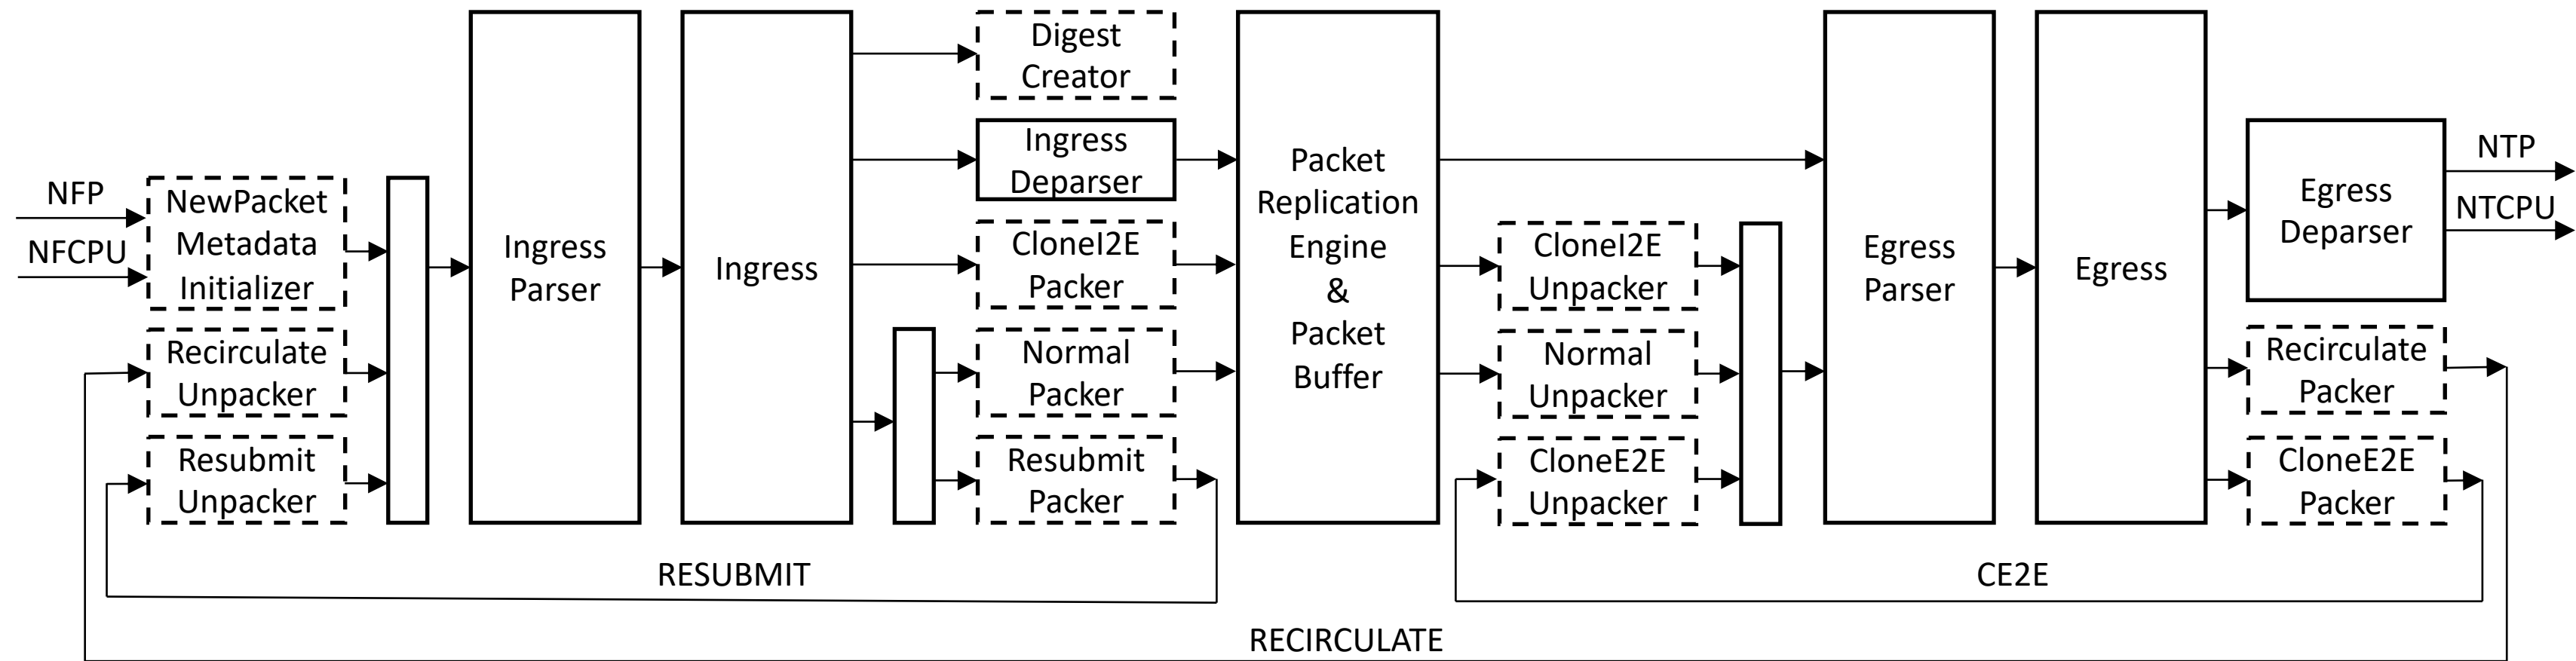 NFP
NFCPU
NewPacket
Metadata
Initializer
Recirculate
Unpacker
Resubmit
Unpacker
Ingress
Parser
Ingress
Digest
Creator
Ingress
Deparser
CloneI2E
Packer
Normal
Packer
Resubmit
Packer
Packet
Replication
Engine
&
Packet
Buffer
CloneI2E
Unpacker
Normal
Unpacker
CloneE2E
Unpacker
Egress
Parser
Egress
Egress
Deparser
Recirculate
Packer
CloneE2E
Packer
NTP
NTCPU
RESUBMIT
CE2E
RECIRCULATE